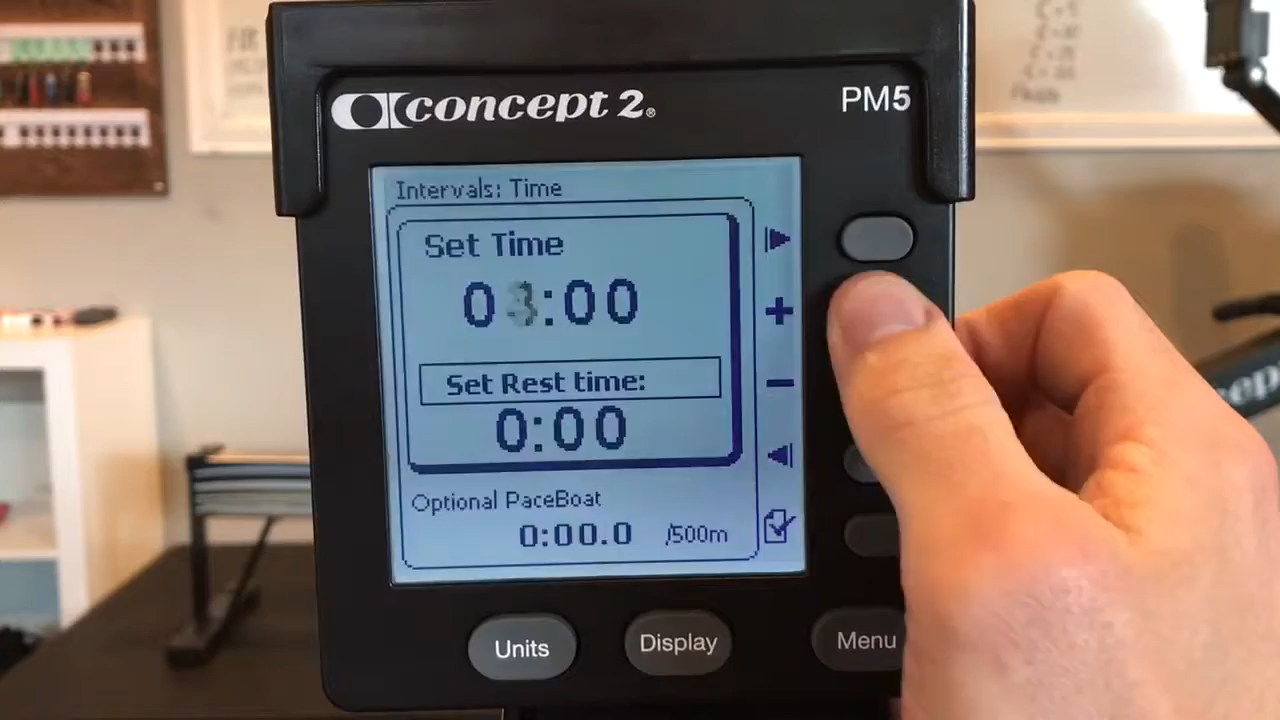 concept 2®
PM5
Intervals: Time
Set Time
03:00
Set Rest time:
0:00
Optional PaceBoat
0:00.0 /500m
Units
Display
Menu